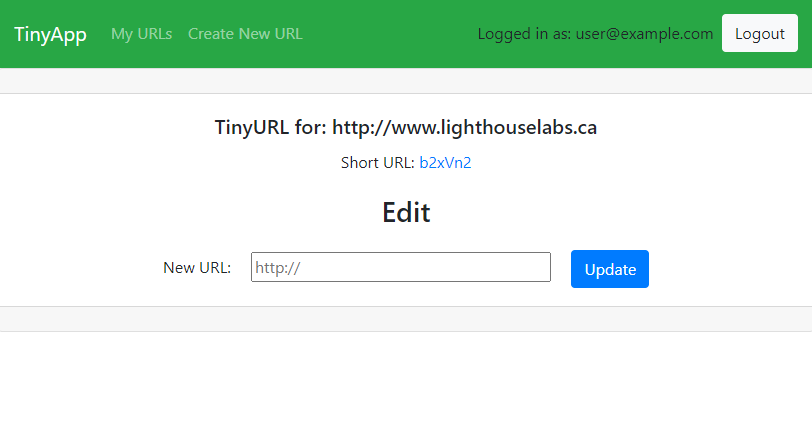 TinyApp My URLs Create New URL Logged in as: user@example.com Logout
TinyURL for: http://www.lighthouselabs.ca
Short URL: b2xVn2
Edit
New URL: http:// Update